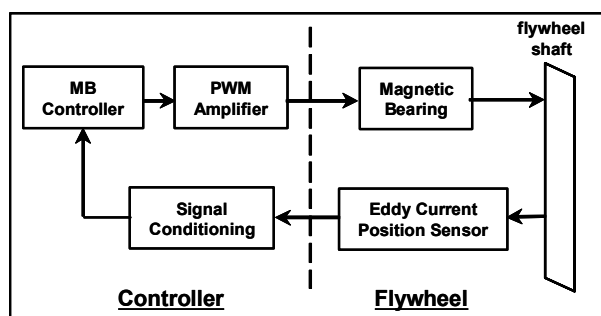 flywheel
shaft
MB
Controller
PWM
Amplifier
Magnetic
Bearing
Signal
Conditioning
Eddy Current
Position Sensor
Controller
Flywheel